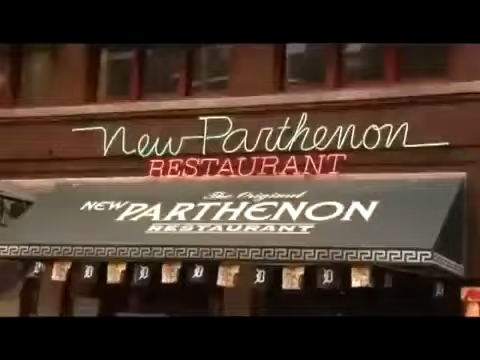 New Parthenon
RESTAURANT
The Original
NEW PARTHENON
RESTAURANT
D D D D D D D